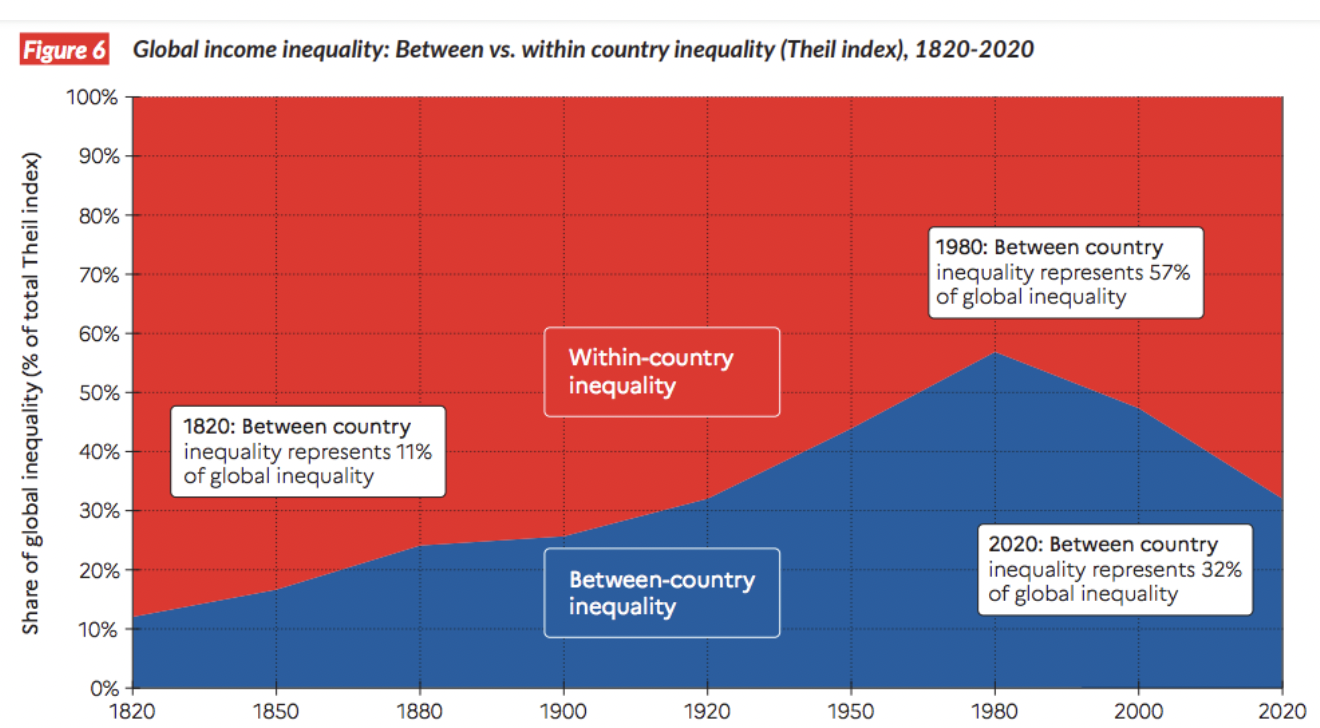 Figure 6 Global income inequality: Between vs. within country inequality (Theil index), 1820-2020
Share of global inequality (% of total Theil index)
100%
90%
80%
70%
60%
50%
40%
30%
20%
10%
0%
1980: Between country
inequality represents 57%
of global inequality
Within-country
inequality
1820: Between country
inequality represents 11%
of global inequality
2020: Between country
inequality represents 32%
of global inequality
Between-country
inequality
1820 1850 1880 1900 1920 1950 1980 2000 2020